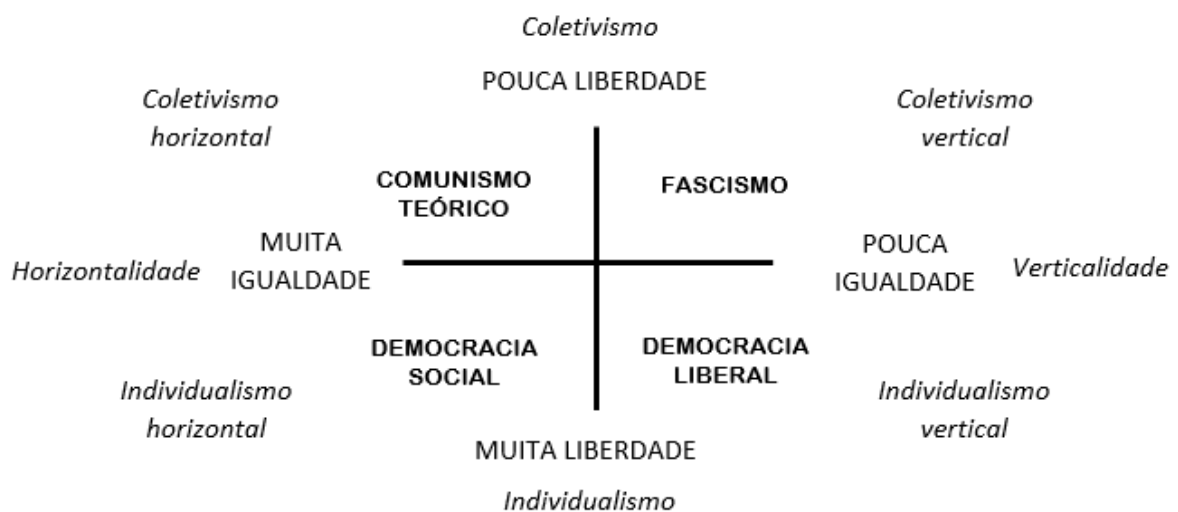 Coletivismo
POUCA LIBERDADE
Coletivismo
horizontal
Coletivismo
vertical
COMUNISMO
TEÓRICO
FASCISMO
Horizontalidade
MUITA
IGUALDADE
POUCA
IGUALDADE
Verticalidade
DEMOCRACIA
SOCIAL
DEMOCRACIA
LIBERAL
Individualismo
horizontal
Individualismo
vertical
MUITA LIBERDADE
Individualismo